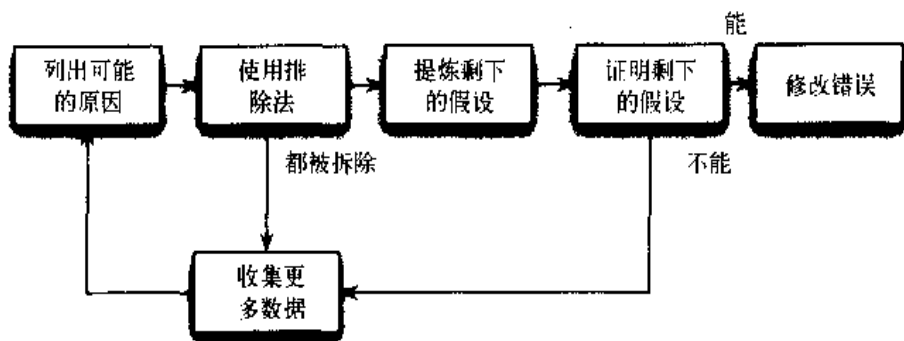 能
列出可能
的原因
使用排
除法
提炼剩下
的假设
证明剩下
的假设
修改错误
都被拆除
不能
收集更
多数据